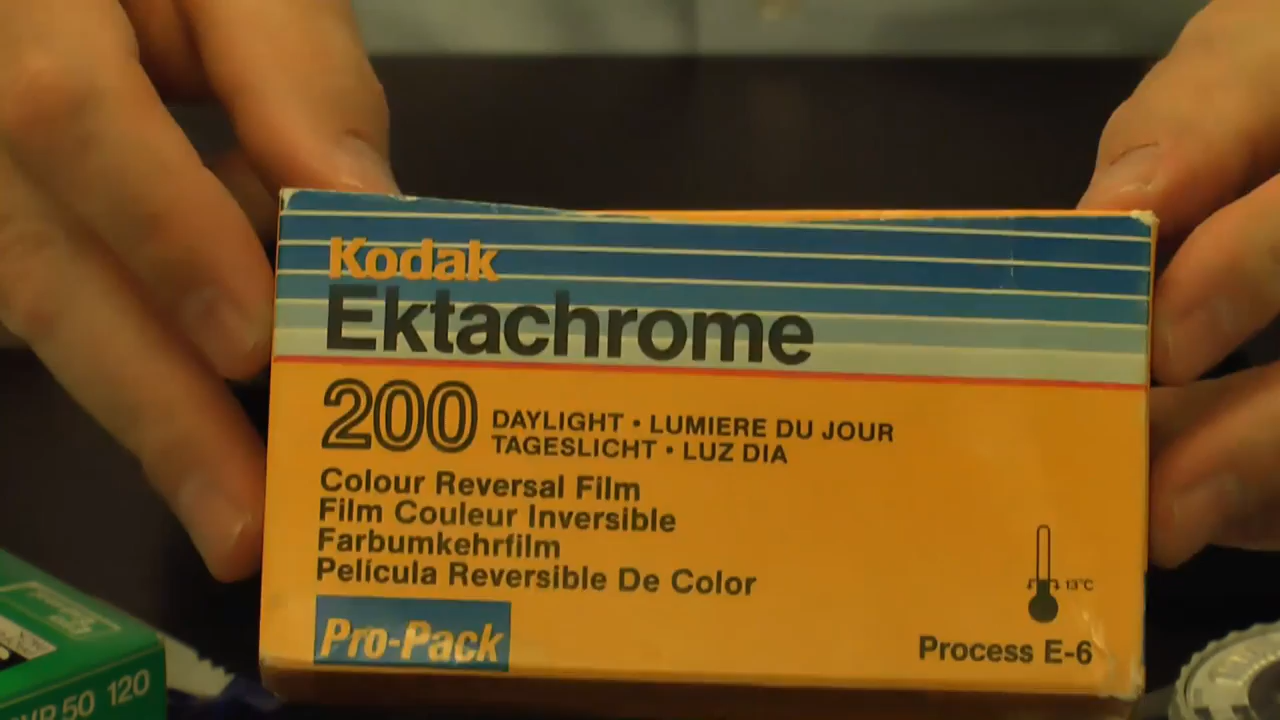 Kodak
Ektachrome
200
DAYLIGHT • LUMIERE DU JOUR
TAGESLICHT • LUZ DIA
Colour Reversal Film
Film Couleur Inversible
Farbumkehrfilm
Película Reversible De Color
Pro-Pack
13°C
Process E-6
50 120